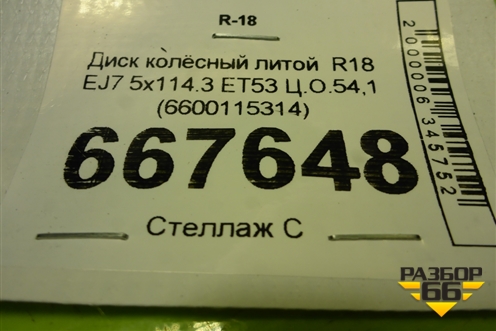 R-18
Диск колёсный литой R18
EJ7 5x114.3 ET53 Ц.О.54,1
(6600115314)
667648
Стеллаж С
2000006345752
РАЗБОР
66